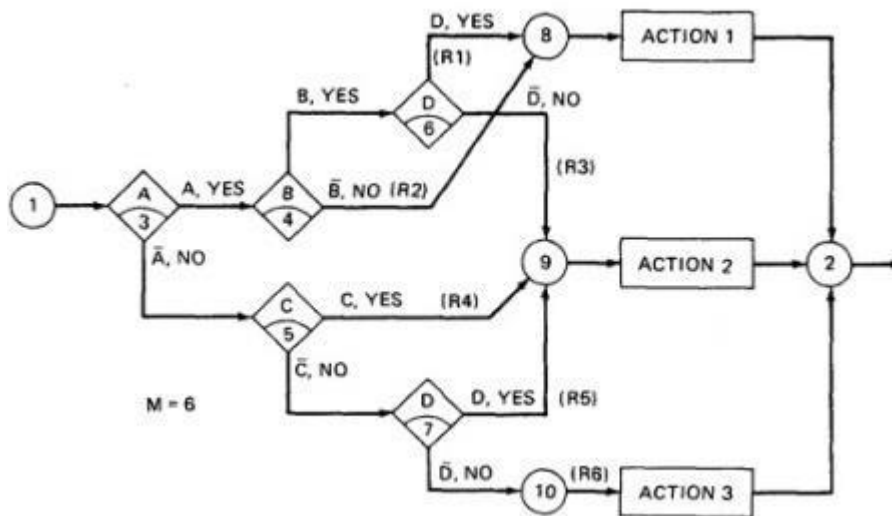 D, YES
8
ACTION 1
(R1)
B, YES
D
6
D̄, NO
1
A
3
A, YES
B
4
B̄, NO (R2)
(R3)
Ā, NO
9
ACTION 2
2
C
5
C, YES (R4)
C̄, NO
M = 6
D
7
D, YES (R5)
D̄, NO
10
(R6)
ACTION 3